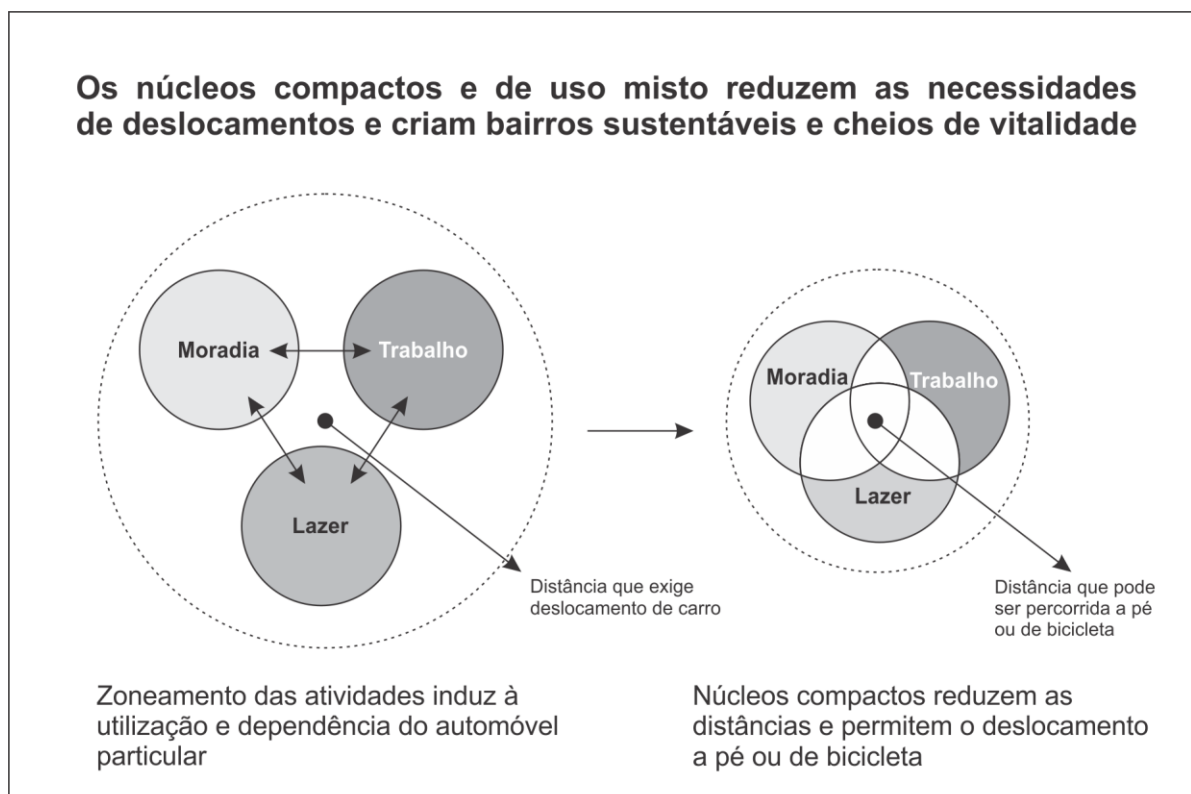 Os núcleos compactos e de uso misto reduzem as necessidades
de deslocamentos e criam bairros sustentáveis e cheios de vitalidade
Moradia
Trabalho
Lazer
Distância que exige
deslocamento de carro
Zoneamento das atividades induz à
utilização e dependência do automóvel
particular
Moradia
Trabalho
Lazer
Distância que pode
ser percorrida a pé
ou de bicicleta
Núcleos compactos reduzem as
distâncias e permitem o deslocamento
a pé ou de bicicleta